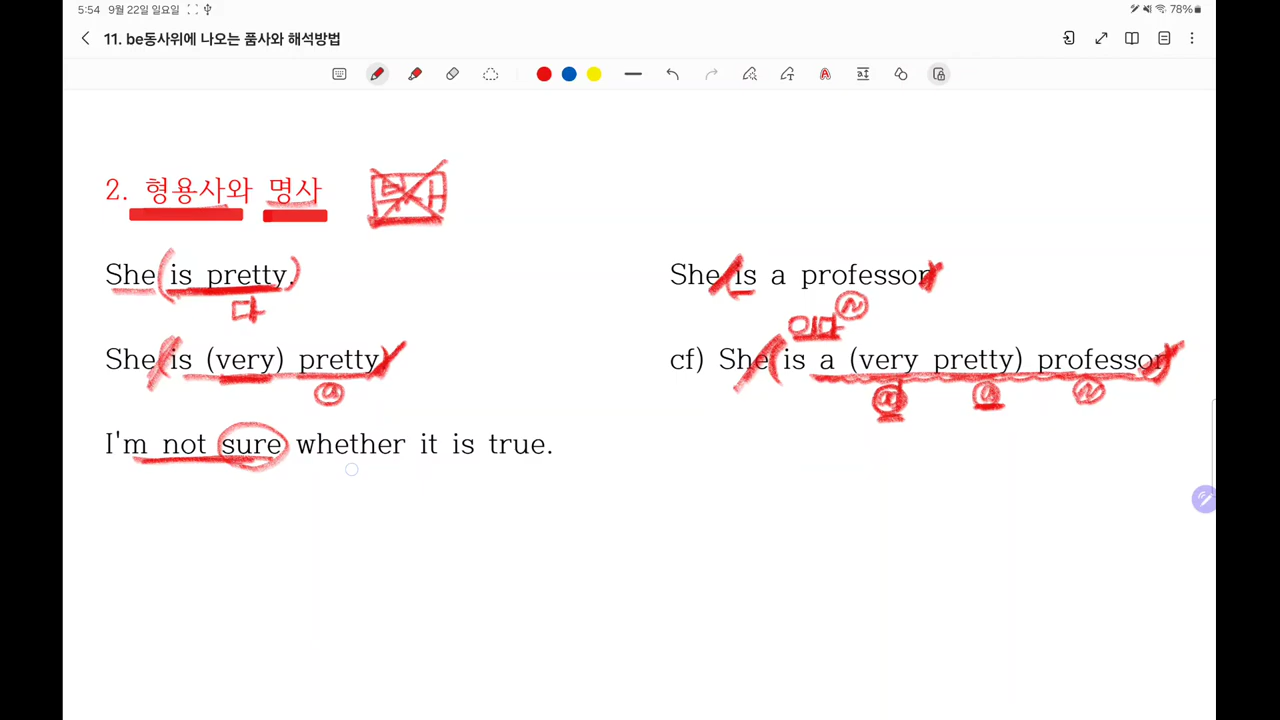 5:54 9월 22일 일요일
78%
11. be동사위에 나오는 품사와 해석방법
2. 형용사와 명사
She is pretty.
다
She is (very) pretty
a
I'm not sure whether it is true.
She is a professor
n
입다
cf) She is a (very pretty) professor
a n